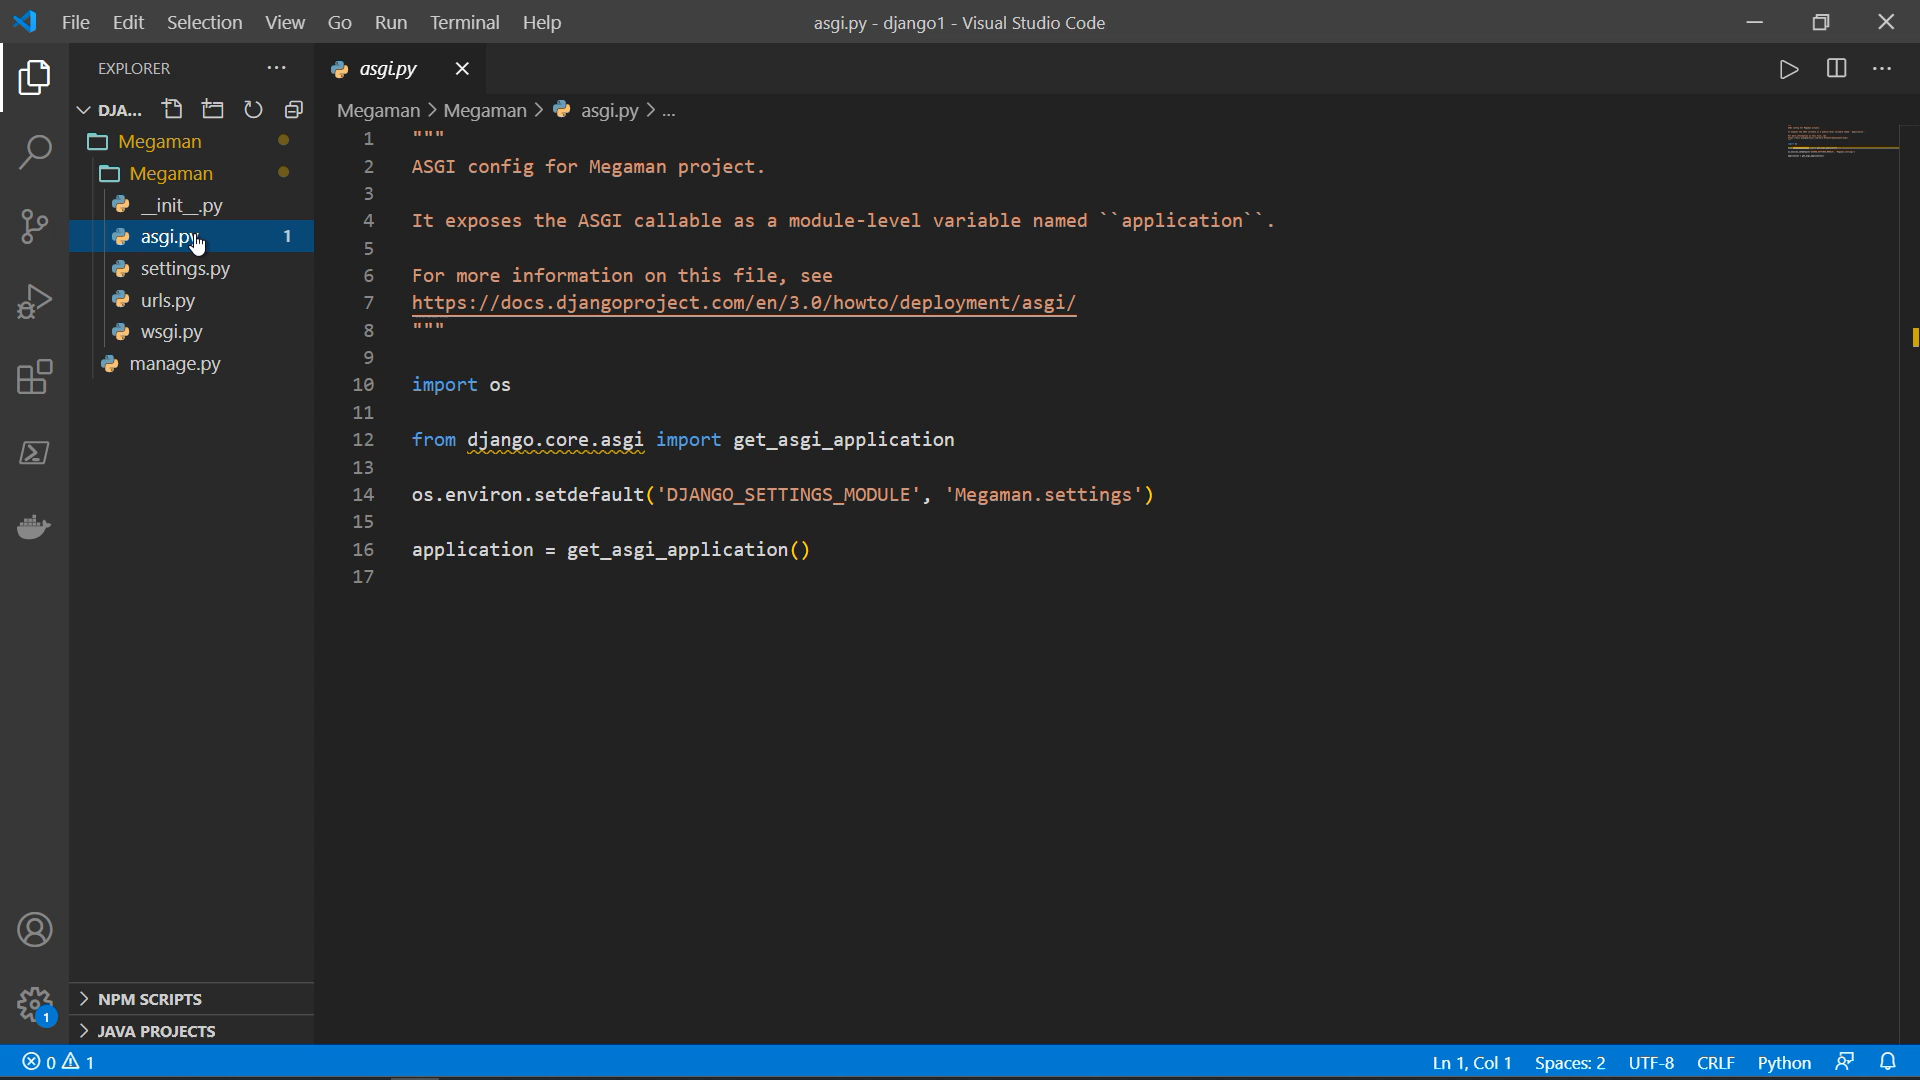 File Edit Selection View Go Run Terminal Help
asgi.py - django1 - Visual Studio Code
EXPLORER
DJA...
Megaman
Megaman
__init__.py
asgi.py 1
settings.py
urls.py
wsgi.py
manage.py
NPM SCRIPTS
JAVA PROJECTS
1
asgi.py
Megaman > Megaman > asgi.py > ...
1 """
2 ASGI config for Megaman project.
3
4 It exposes the ASGI callable as a module-level variable named ``application``.
5
6 For more information on this file, see
7 https://docs.djangoproject.com/en/3.0/howto/deployment/asgi/
8 """
9
10 import os
11
12 from django.core.asgi import get_asgi_application
13
14 os.environ.setdefault('DJANGO_SETTINGS_MODULE', 'Megaman.settings')
15
16 application = get_asgi_application()
17
0 1
Ln 1, Col 1 Spaces: 2 UTF-8 CRLF Python